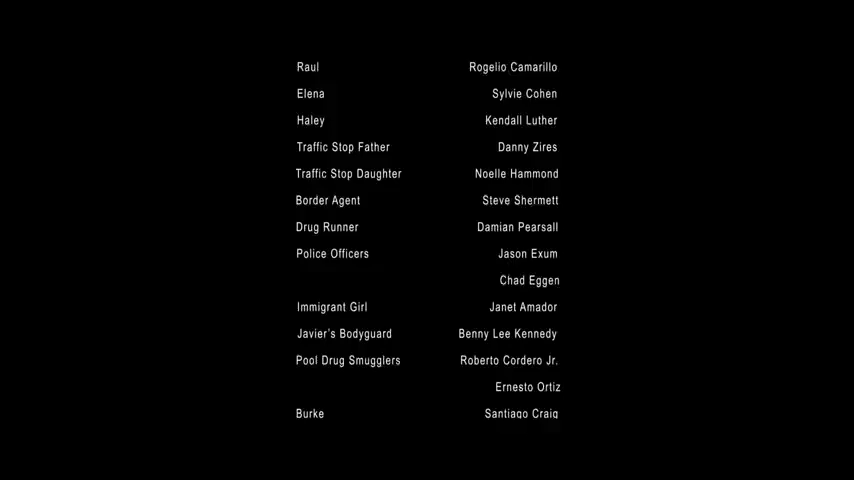 Raul Rogelio Camarillo
Elena Sylvie Cohen
Haley Kendall Luther
Traffic Stop Father Danny Zires
Traffic Stop Daughter Noelle Hammond
Border Agent Steve Shermett
Drug Runner Damian Pearsall
Police Officers Jason Exum
Chad Eggen
Immigrant Girl Janet Amador
Javier’s Bodyguard Benny Lee Kennedy
Pool Drug Smugglers Roberto Cordero Jr.
Ernesto Ortiz
Burke Santiago Craig